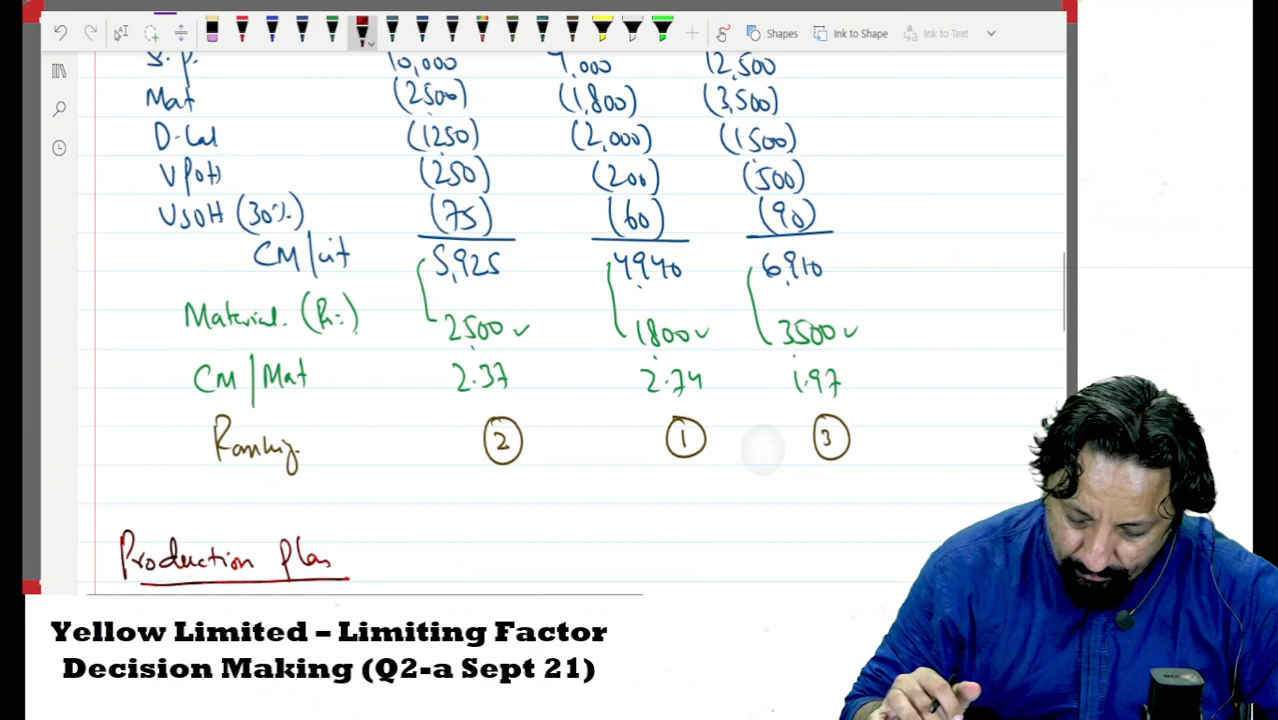 Shapes Ink to Shape Ink to Text
S.P. 10,000 9,000 12,500
Mat (2500) (1,800) (3,500)
D-Lab (1250) (2,000) (1500)
VPOH (250) (200) (500)
VSOH (30%) (75) (60) (90)
CM/unit 5,925 4,940 6,910
Material. (Rs:) 2500 1800 3500
CM/Mat 2.37 2.74 1.97
Ranking. 2 1 3
Production Plan
Yellow Limited – Limiting Factor
Decision Making (Q2-a Sept 21)